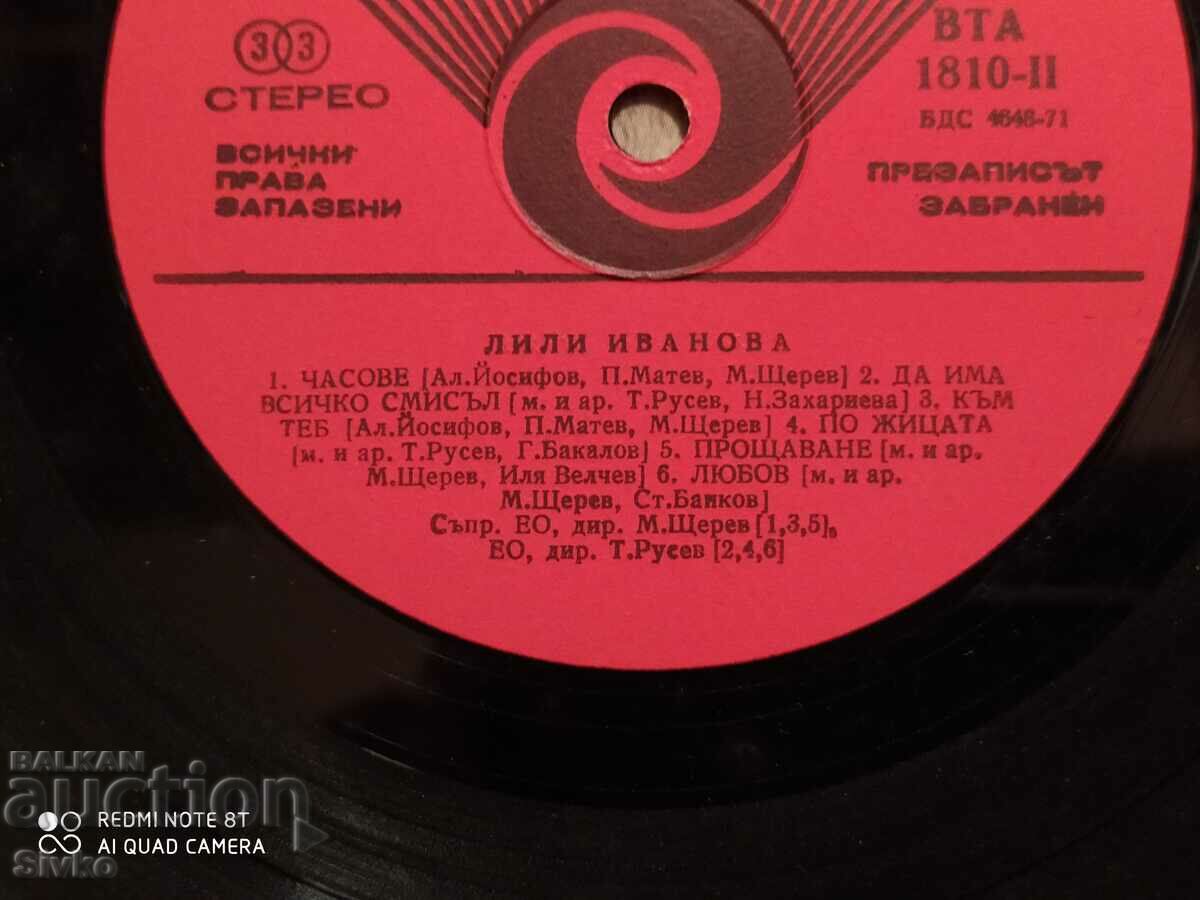 33
СТЕРЕО
ВСИЧКИ
ПРАВА
ЗАПАЗЕНИ
ВТА
1810-II
БДС 4648-71
ПРЕЗАПИСЪТ
ЗАБРАНЕН
ЛИЛИ ИВАНОВА
1. ЧАСОВЕ [Ал.Йосифов, П.Матев, М.Щерев] 2. ДА ИМА
ВСИЧКО СМИСЪЛ [м. и ар. Т.Русев, Н.Захариева] 3. КЪМ
ТЕБ [Ал.Йосифов, П.Матев, М.Щерев] 4. ПО ЖИЦАТА
[м. и ар. Т.Русев, Г.Бакалов] 5. ПРОЩАВАНЕ [м. и ар.
М.Щерев, Иля Велчев] 6. ЛЮБОВ [м. и ар.
М.Щерев, Ст.Банков]
Съпр. ЕО, дир. М.Щерев [1,3,5],
ЕО, дир. Т.Русев [2,4,6]
BALKAN
auction
REDMI NOTE 8T
AI QUAD CAMERA
Sivko